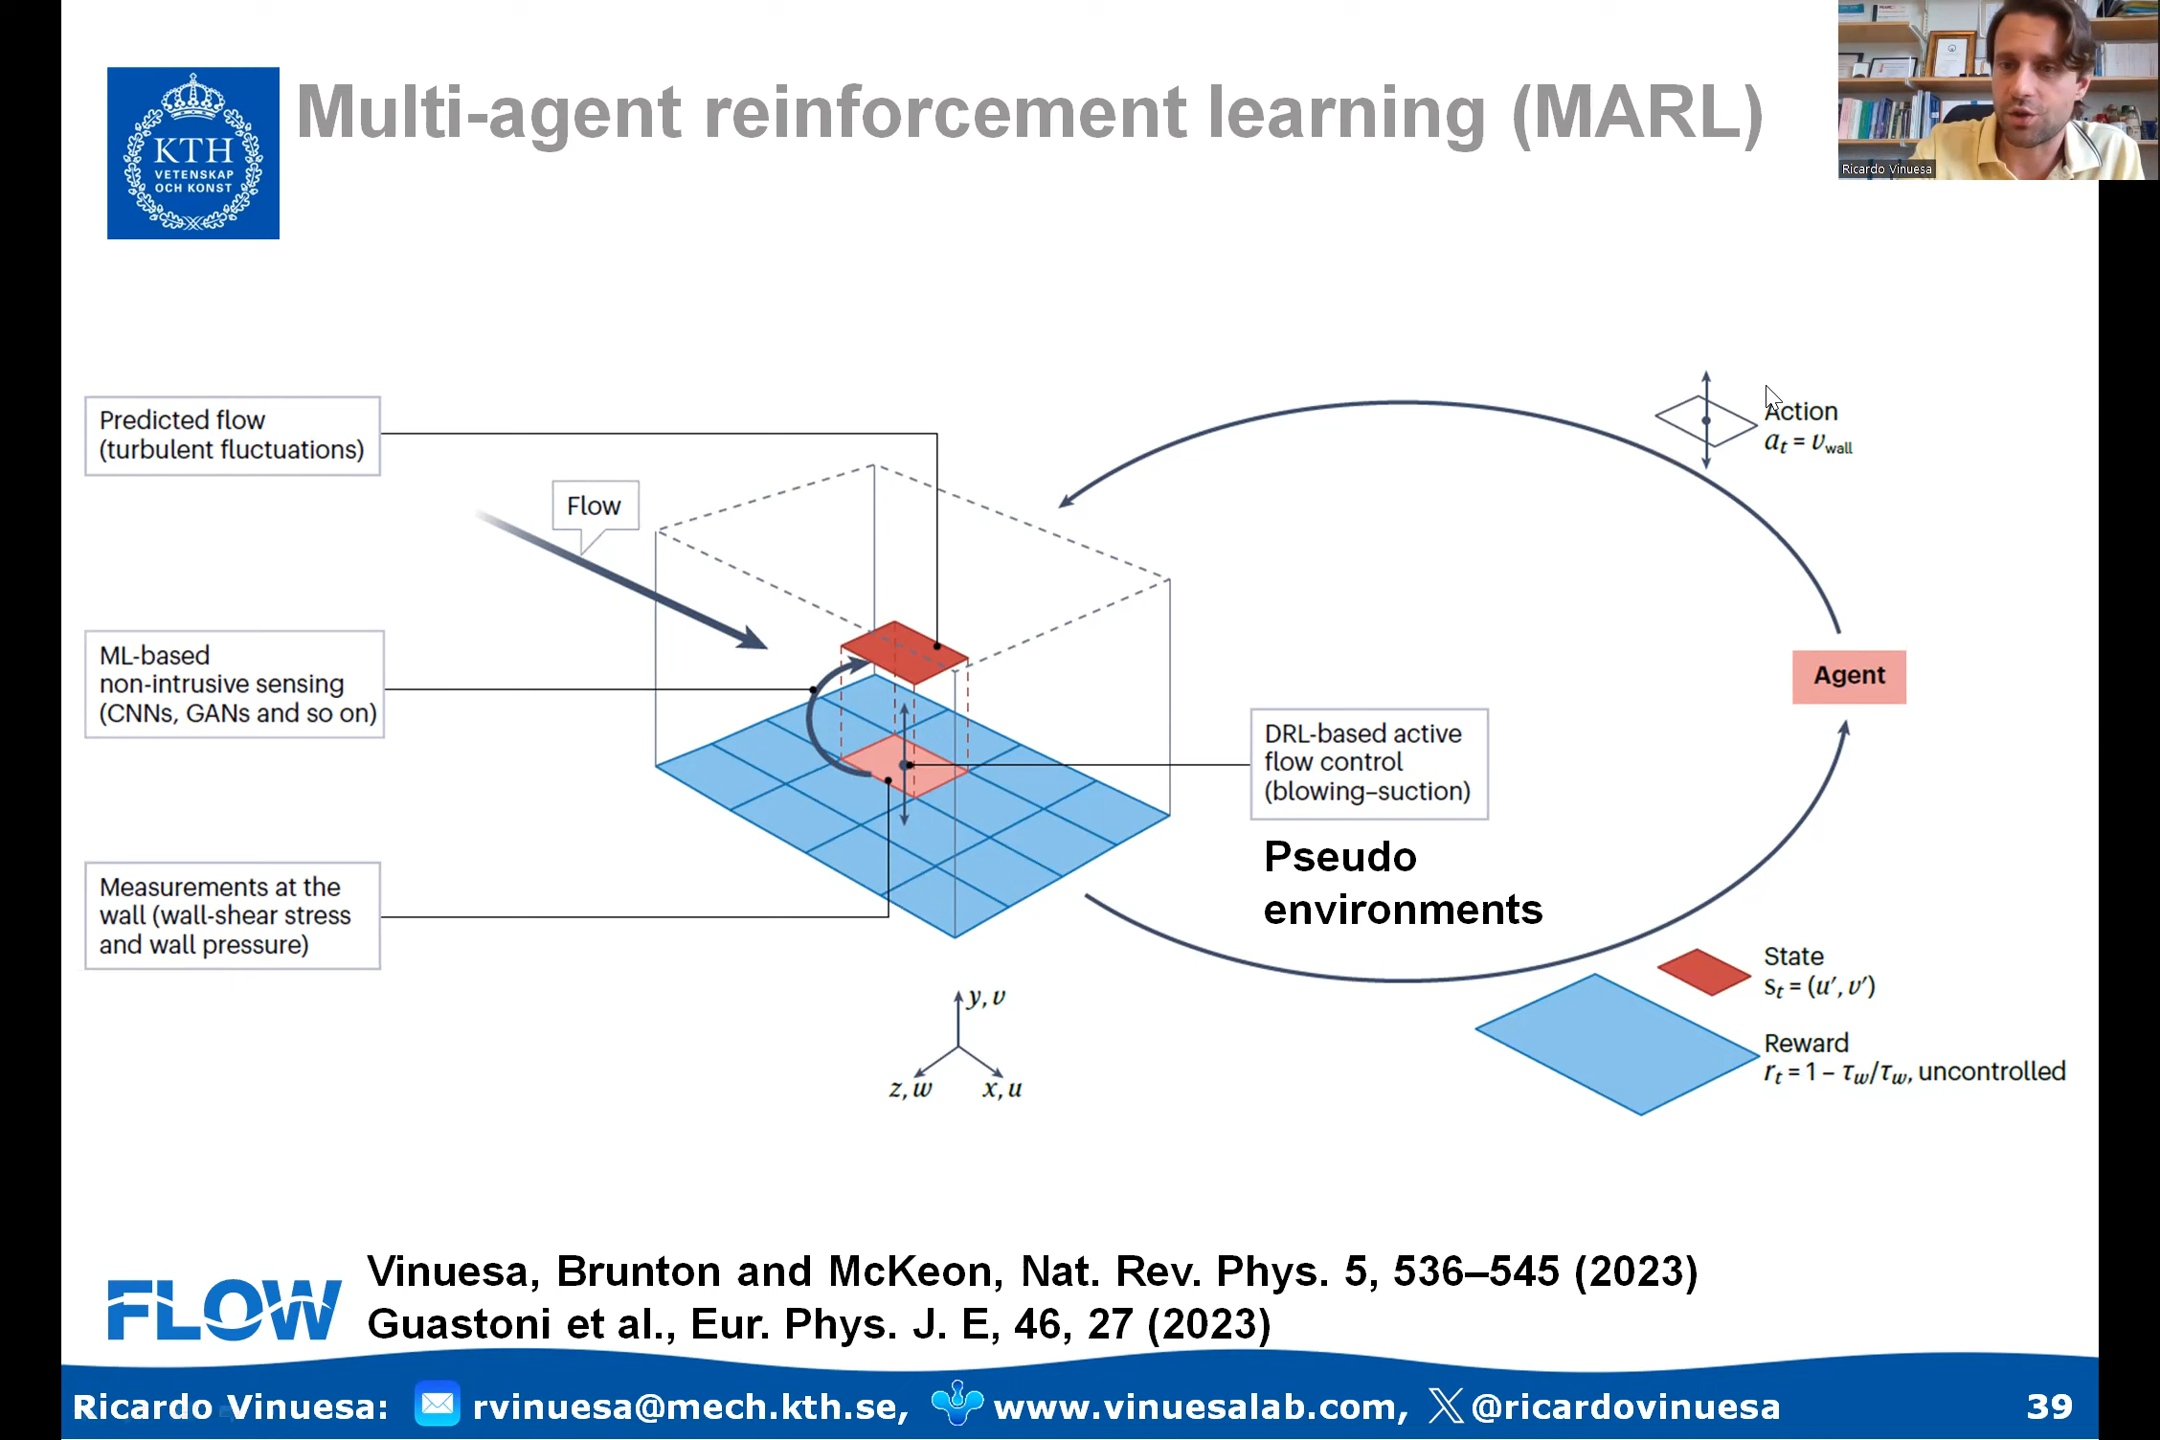 Multi-agent reinforcement learning (MARL)
KTH
VETENSKAP
OCH KONST
Ricardo Vinuesa
Predicted flow
(turbulent fluctuations)
Flow
ML-based
non-intrusive sensing
(CNNs, GANs and so on)
Measurements at the
wall (wall-shear stress
and wall pressure)
DRL-based active
flow control
(blowing–suction)
Pseudo
environments
Action
aₜ = v_wall
Agent
State
sₜ = (u′, v′)
Reward
rₜ = 1 – τ_w/τ_w, uncontrolled
y, v
z, w
x, u
FLOW
Vinuesa, Brunton and McKeon, Nat. Rev. Phys. 5, 536–545 (2023)
Guastoni et al., Eur. Phys. J. E, 46, 27 (2023)
Ricardo Vinuesa: rvinuesa@mech.kth.se, www.vinuesalab.com, @ricardovinuesa 39